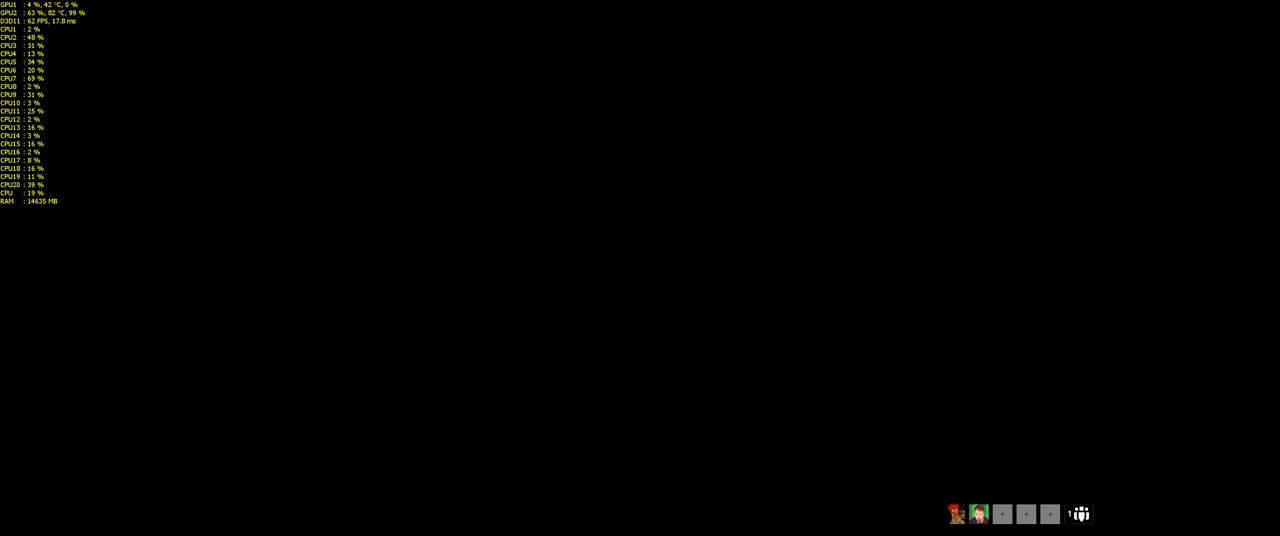 GPU1 : 4 %, 42 °C, 0 %
GPU2 : 63 %, 82 °C, 99 %
D3D11 : 62 FPS, 17.8 ms
CPU1 : 2 %
CPU2 : 48 %
CPU3 : 31 %
CPU4 : 13 %
CPU5 : 34 %
CPU6 : 20 %
CPU7 : 69 %
CPU8 : 2 %
CPU9 : 31 %
CPU10 : 3 %
CPU11 : 25 %
CPU12 : 2 %
CPU13 : 16 %
CPU14 : 3 %
CPU15 : 16 %
CPU16 : 2 %
CPU17 : 8 %
CPU18 : 16 %
CPU19 : 11 %
CPU20 : 39 %
CPU : 19 %
RAM : 14635 MB
+ + + 1